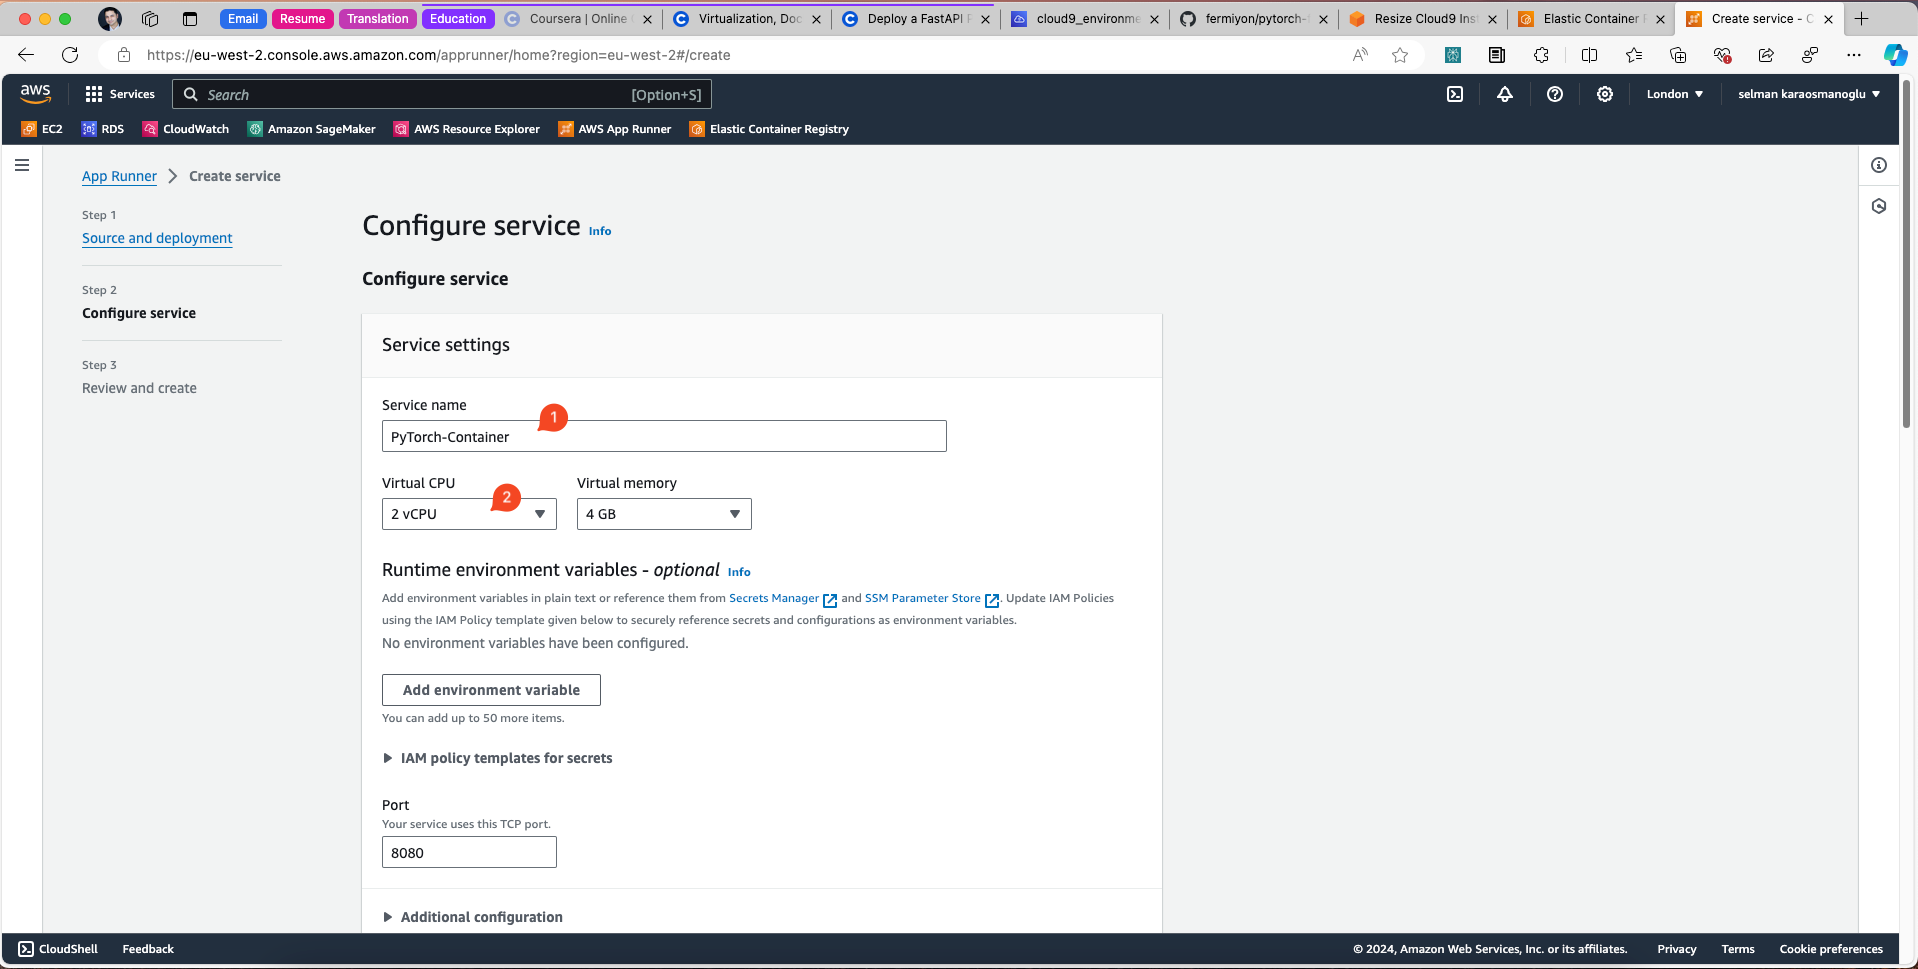 Email Resume Translation Education Coursera | Online Virtualization, Doc Deploy a FastAPI cloud9_environme fermiyon/pytorch- Resize Cloud9 Ins Elastic Container Create service -
https://eu-west-2.console.aws.amazon.com/apprunner/home?region=eu-west-2#/create
aws Services Search [Option+S] London selman karaosmanoglu
EC2 RDS CloudWatch Amazon SageMaker AWS Resource Explorer AWS App Runner Elastic Container Registry
App Runner > Create service
Step 1
Source and deployment
Step 2
Configure service
Step 3
Review and create
Configure service Info
Configure service
Service settings
Service name
1
PyTorch-Container
Virtual CPU Virtual memory
2
2 vCPU 4 GB
Runtime environment variables - optional Info
Add environment variables in plain text or reference them from Secrets Manager and SSM Parameter Store . Update IAM Policies
using the IAM Policy template given below to securely reference secrets and configurations as environment variables.
No environment variables have been configured.
Add environment variable
You can add up to 50 more items.
IAM policy templates for secrets
Port
Your service uses this TCP port.
8080
Additional configuration
CloudShell Feedback © 2024, Amazon Web Services, Inc. or its affiliates. Privacy Terms Cookie preferences